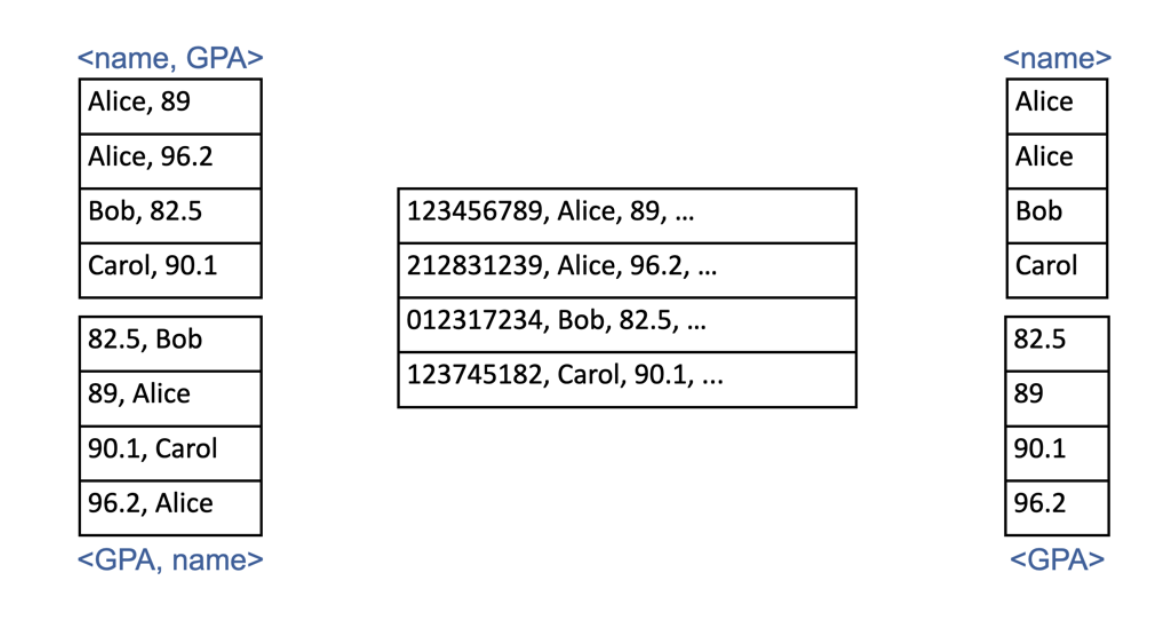 <name, GPA>
Alice, 89
Alice, 96.2
Bob, 82.5
Carol, 90.1
82.5, Bob
89, Alice
90.1, Carol
96.2, Alice
<GPA, name>
123456789, Alice, 89, ...
212831239, Alice, 96.2, ...
012317234, Bob, 82.5, ...
123745182, Carol, 90.1, ...
<name>
Alice
Alice
Bob
Carol
82.5
89
90.1
96.2
<GPA>